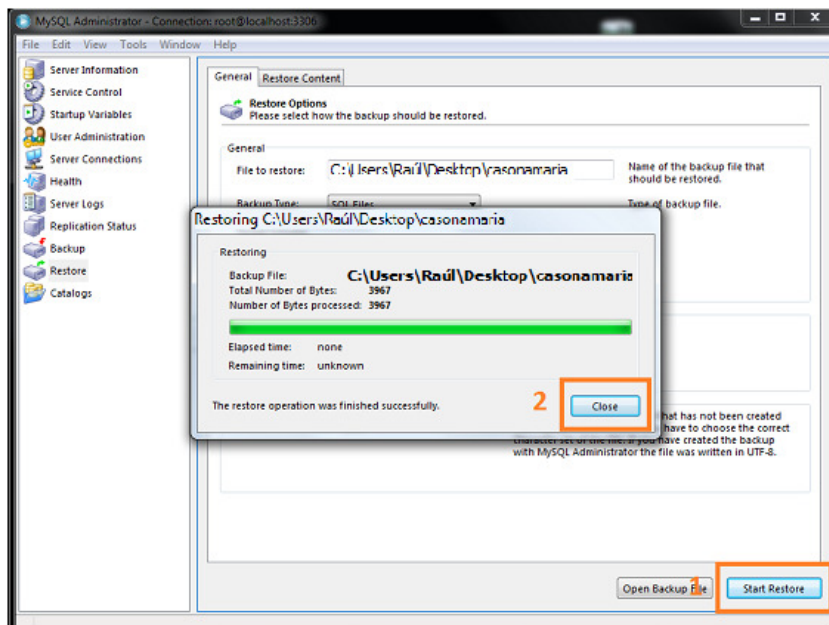 MySQL Administrator - Connection: root@localhost:3306
File Edit View Tools Window Help
Server Information
Service Control
Startup Variables
User Administration
Server Connections
Health
Server Logs
Replication Status
Backup
Restore
Catalogs
General Restore Content
Restore Options
Please select how the backup should be restored.
General
File to restore: C:\Users\Raúl\Desktop\casonamaria
Name of the backup file that
should be restored.
Backup Type: SQL Files
Type of backup file.
Restoring C:\Users\Raúl\Desktop\casonamaria
Restoring
Backup File: C:\Users\Raúl\Desktop\casonamaria
Total Number of Bytes: 3967
Number of Bytes processed: 3967
Elapsed time: none
Remaining time: unknown
The restore operation was finished successfully.
2
Close
that has not been created
have to choose the correct
character set of the file. If you have created the backup
with MySQL Administrator the file was written in UTF-8.
Open Backup File
1
Start Restore